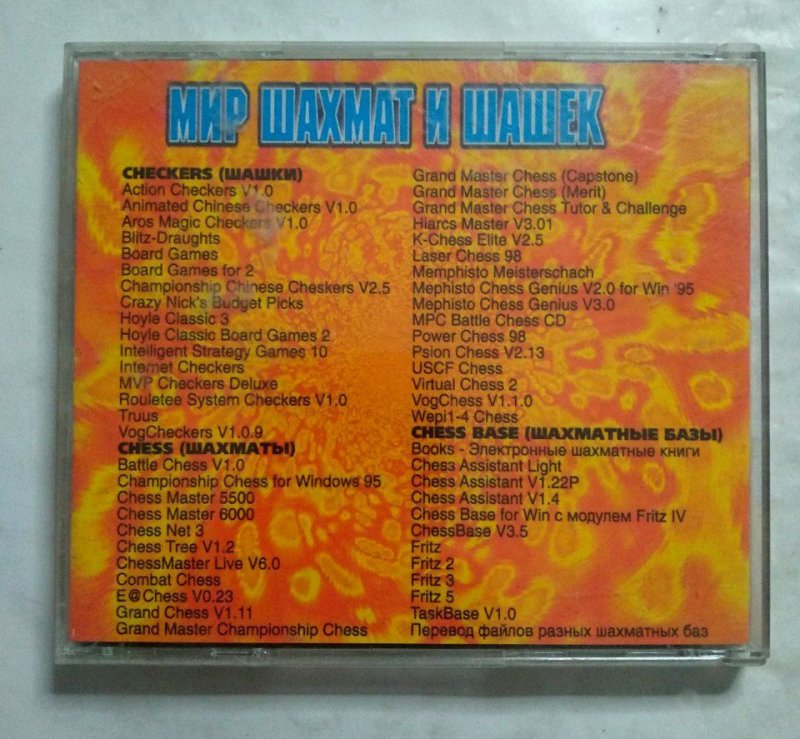 МИР ШАХМАТ И ШАШЕК
CHECKERS (ШАШКИ)
Action Checkers V1.0
Animated Chinese Checkers V1.0
Aros Magic Checkers V1.0
Blitz-Draughts
Board Games
Board Games for 2
Championship Chinese Cheskers V2.5
Crazy Nick's Budget Picks
Hoyle Classic 3
Hoyle Classic Board Games 2
Inteiligent Strategy Games 10
Internet Checkers
MVP Checkers Deluxe
Rouletee System Checkers V1.0
Truus
VogCheckers V1.0.9
CHESS (ШАХМАТЫ)
Battle Chess V1.0
Championship Chess for Windows 95
Chess Master 5500
Chess Master 6000
Chess Net 3
Chess Tree V1.2
ChessMaster Live V6.0
Combat Chess
E@Chess V0.23
Grand Chess V1.11
Grand Master Championship Chess
Grand Master Chess (Capstone)
Grand Master Chess (Merit)
Grand Master Chess Tutor & Challenge
Hiarcs Master V3.01
K-Chess Elite V2.5
Laser Chess 98
Memphisto Meisterschach
Mephisto Chess Genius V2.0 for Win '95
Mephisto Chess Genius V3.0
MPC Battle Chess CD
Power Chess 98
Psion Chess V2.13
USCF Chess
Virtual Chess 2
VogChess V1.1.0
Wepi1-4 Chess
CHESS BASE (ШАХМАТНЫЕ БАЗЫ)
Books - Электронные шахматные книги
Chess Assistant Light
Chess Assistant V1.22P
Chess Assistant V1.4
Chess Base for Win с модулем Fritz IV
ChessBase V3.5
Fritz
Fritz 2
Fritz 3
Fritz 5
TaskBase V1.0
Перевод файлов разных шахматных баз